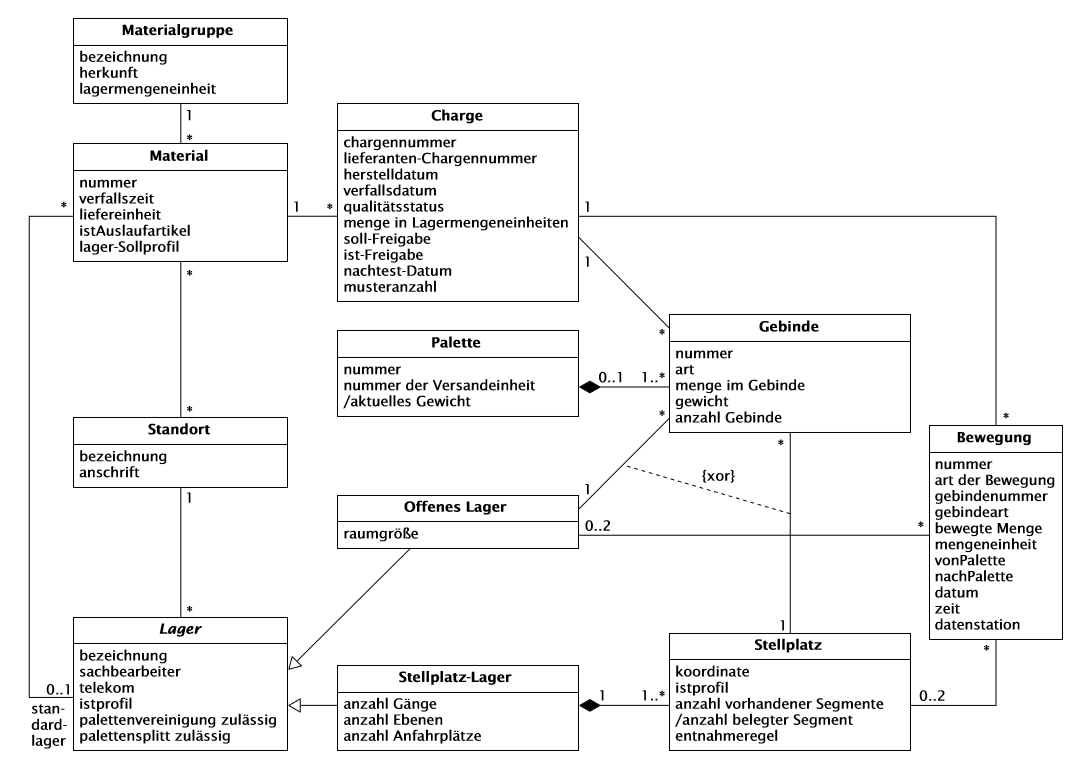 Materialgruppe
bezeichnung
herkunft
lagermengeneinheit
1
*
Material
nummer
verfallszeit
liefereinheit
istAuslaufartikel
lager-Sollprofil
*
1
*
*
*
Charge
chargennummer
lieferanten-Chargennummer
herstelldatum
verfallsdatum
qualitätsstatus
menge in Lagermengeneinheiten
soll-Freigabe
ist-Freigabe
nachtest-Datum
musteranzahl
1
1
*
*
Palette
nummer
nummer der Versandeinheit
/aktuelles Gewicht
0..1
1..*
Gebinde
nummer
art
menge im Gebinde
gewicht
anzahl Gebinde
*
*
Standort
bezeichnung
anschrift
1
*
Bewegung
nummer
art der Bewegung
gebindenummer
gebindeart
bewegte Menge
mengeneinheit
vonPalette
nachPalette
datum
zeit
datenstation
*
{xor}
Offenes Lager
raumgröße
1
0..2
*
Lager
bezeichnung
sachbearbeiter
telekom
istprofil
palettenvereinigung zulässig
palettensplitt zulässig
0..1
stan-
dard-
lager
Stellplatz-Lager
anzahl Gänge
anzahl Ebenen
anzahl Anfahrplätze
1
1..*
1
Stellplatz
koordinate
istprofil
anzahl vorhandener Segmente
/anzahl belegter Segment
entnahmeregel
0..2